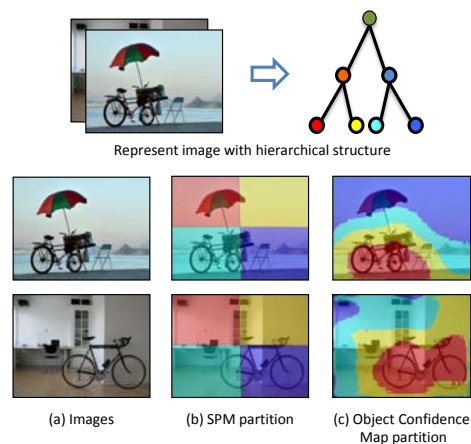 Represent image with hierarchical structure
(a) Images
(b) SPM partition
(c) Object Confidence
Map partition